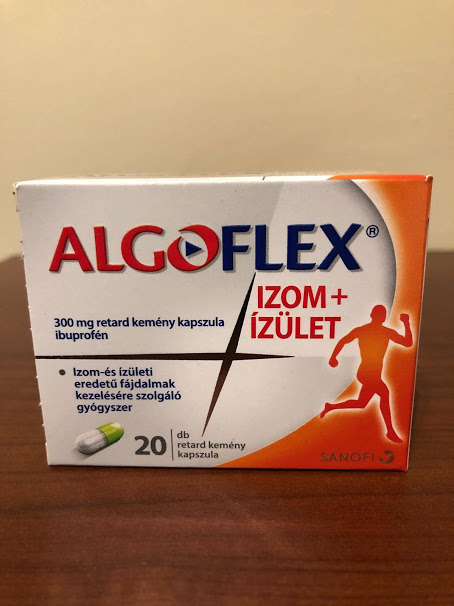 ALGOFLEX®
IZOM+
ÍZÜLET
300 mg retard kemény kapszula
ibuprofén
• Izom-és ízületi
eredetű fájdalmak
kezelésére szolgáló
gyógyszer
20 db
retard kemény
kapszula
SANOFI